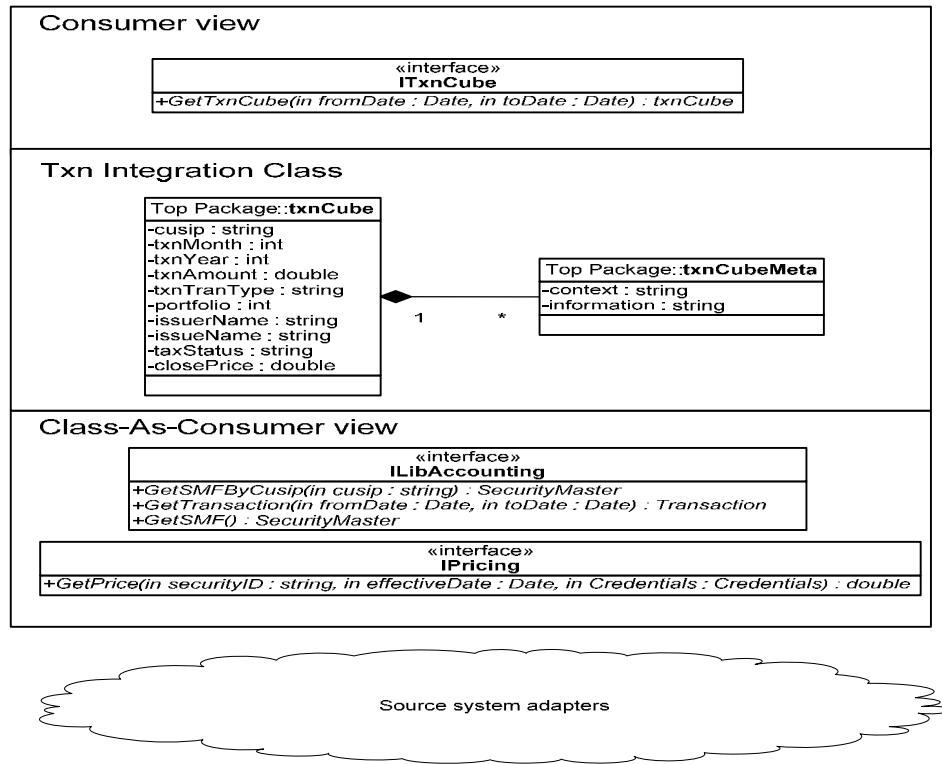 Consumer view
«interface»
ITxnCube
+GetTxnCube(in fromDate : Date, in toDate : Date) : txnCube
Txn Integration Class
Top Package::txnCube
-cusip : string
-txnMonth : int
-txnYear : int
-txnAmount : double
-txnTranType : string
-portfolio : int
-issuerName : string
-issueName : string
-taxStatus : string
-closePrice : double
1
*
Top Package::txnCubeMeta
-context : string
-information : string
Class-As-Consumer view
«interface»
ILibAccounting
+GetSMFByCusip(in cusip : string) : SecurityMaster
+GetTransaction(in fromDate : Date, in toDate : Date) : Transaction
+GetSMF() : SecurityMaster
«interface»
IPricing
+GetPrice(in securityID : string, in effectiveDate : Date, in Credentials : Credentials) : double
Source system adapters